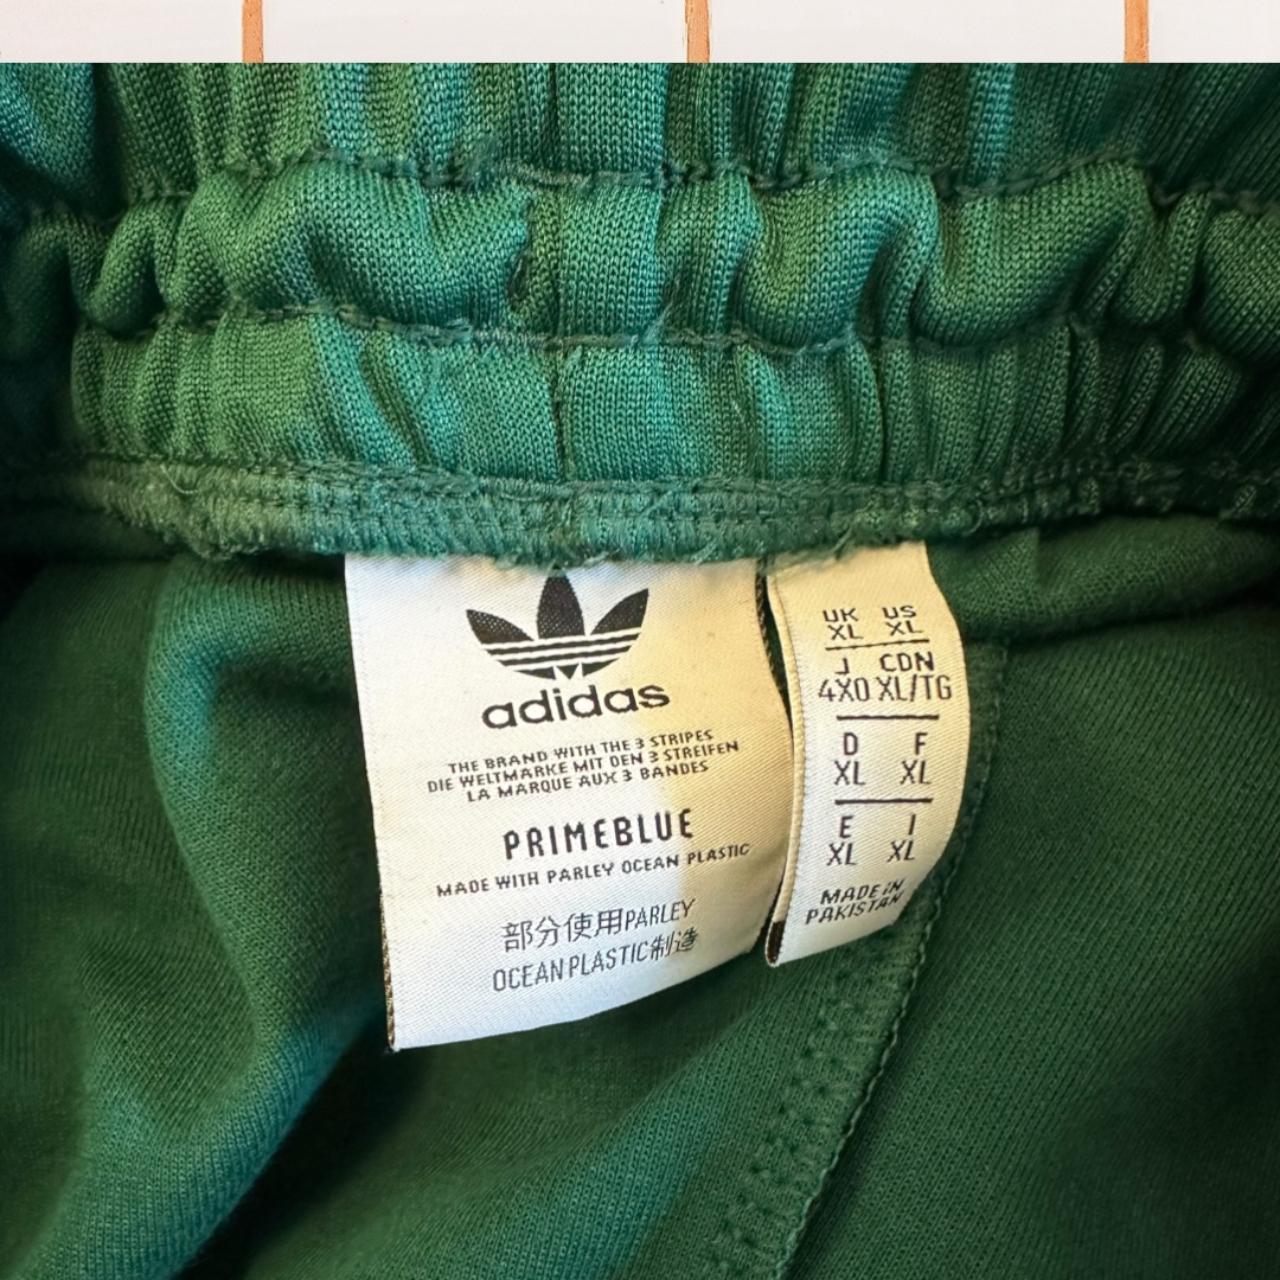 adidas
THE BRAND WITH THE 3 STRIPES
DIE WELTMARKE MIT DEN 3 STREIFEN
LA MARQUE AUX 3 BANDES
PRIMEBLUE
MADE WITH PARLEY OCEAN PLASTIC
部分使用PARLEY
OCEAN PLASTIC制造
UK US
XL XL
J CDN
4XO XL/TG
D F
XL XL
E I
XL XL
MADE IN
PAKISTAN